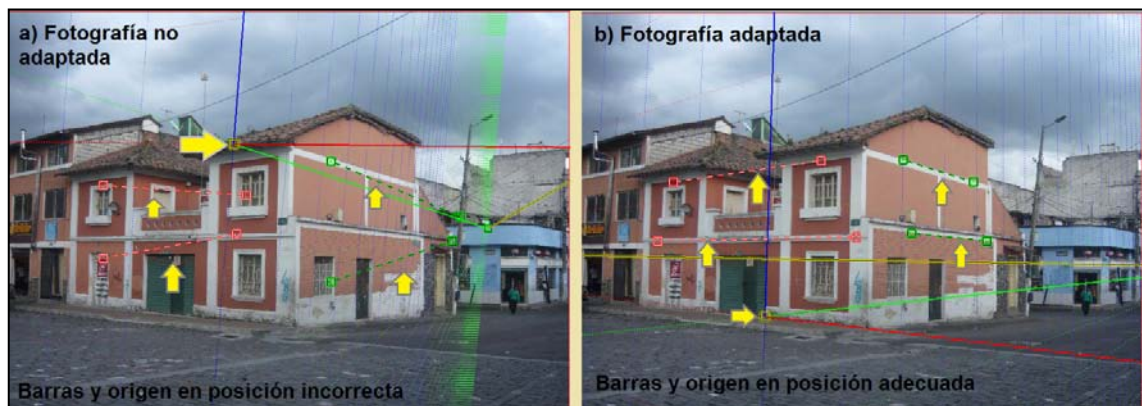 a) Fotografía no
adaptada
Barras y origen en posición incorrecta
b) Fotografía adaptada
Barras y origen en posición adecuada